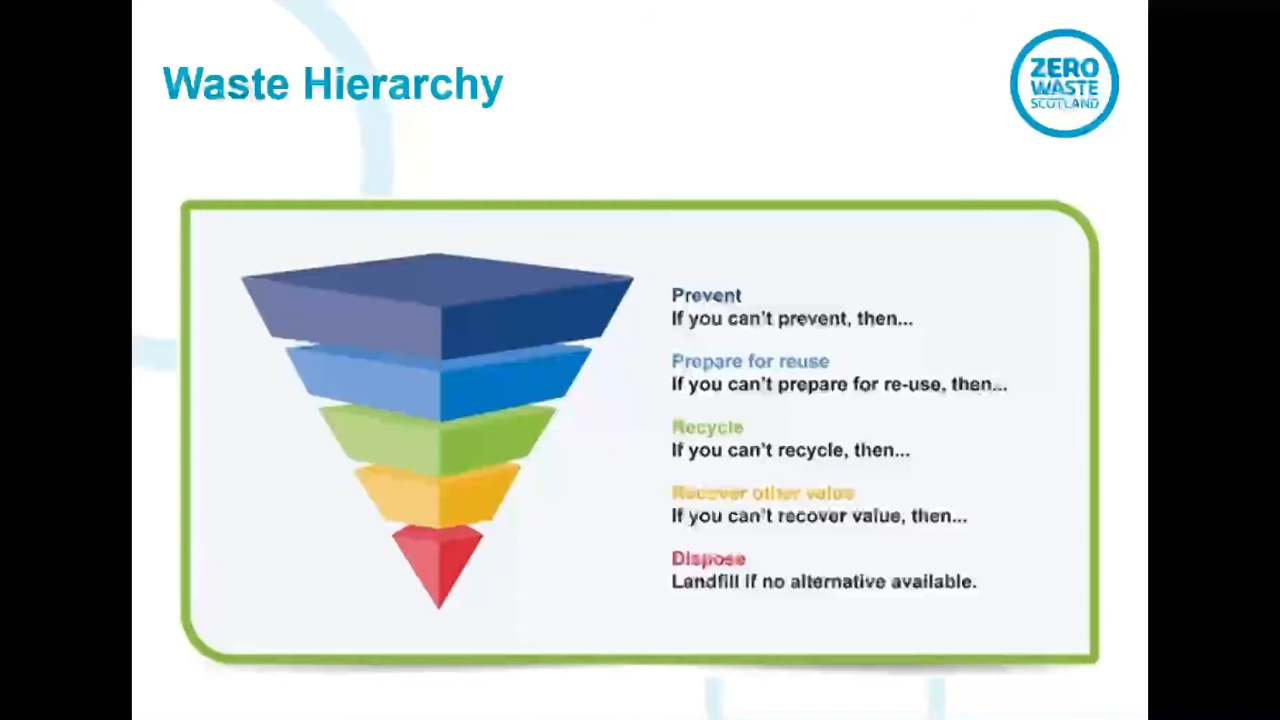 Waste Hierarchy
ZERO
WASTE
SCOTLAND
Prevent
If you can't prevent, then...
Prepare for reuse
If you can't prepare for re-use, then...
Recycle
If you can't recycle, then...
Recover other value
If you can't recover value, then...
Dispose
Landfill if no alternative available.